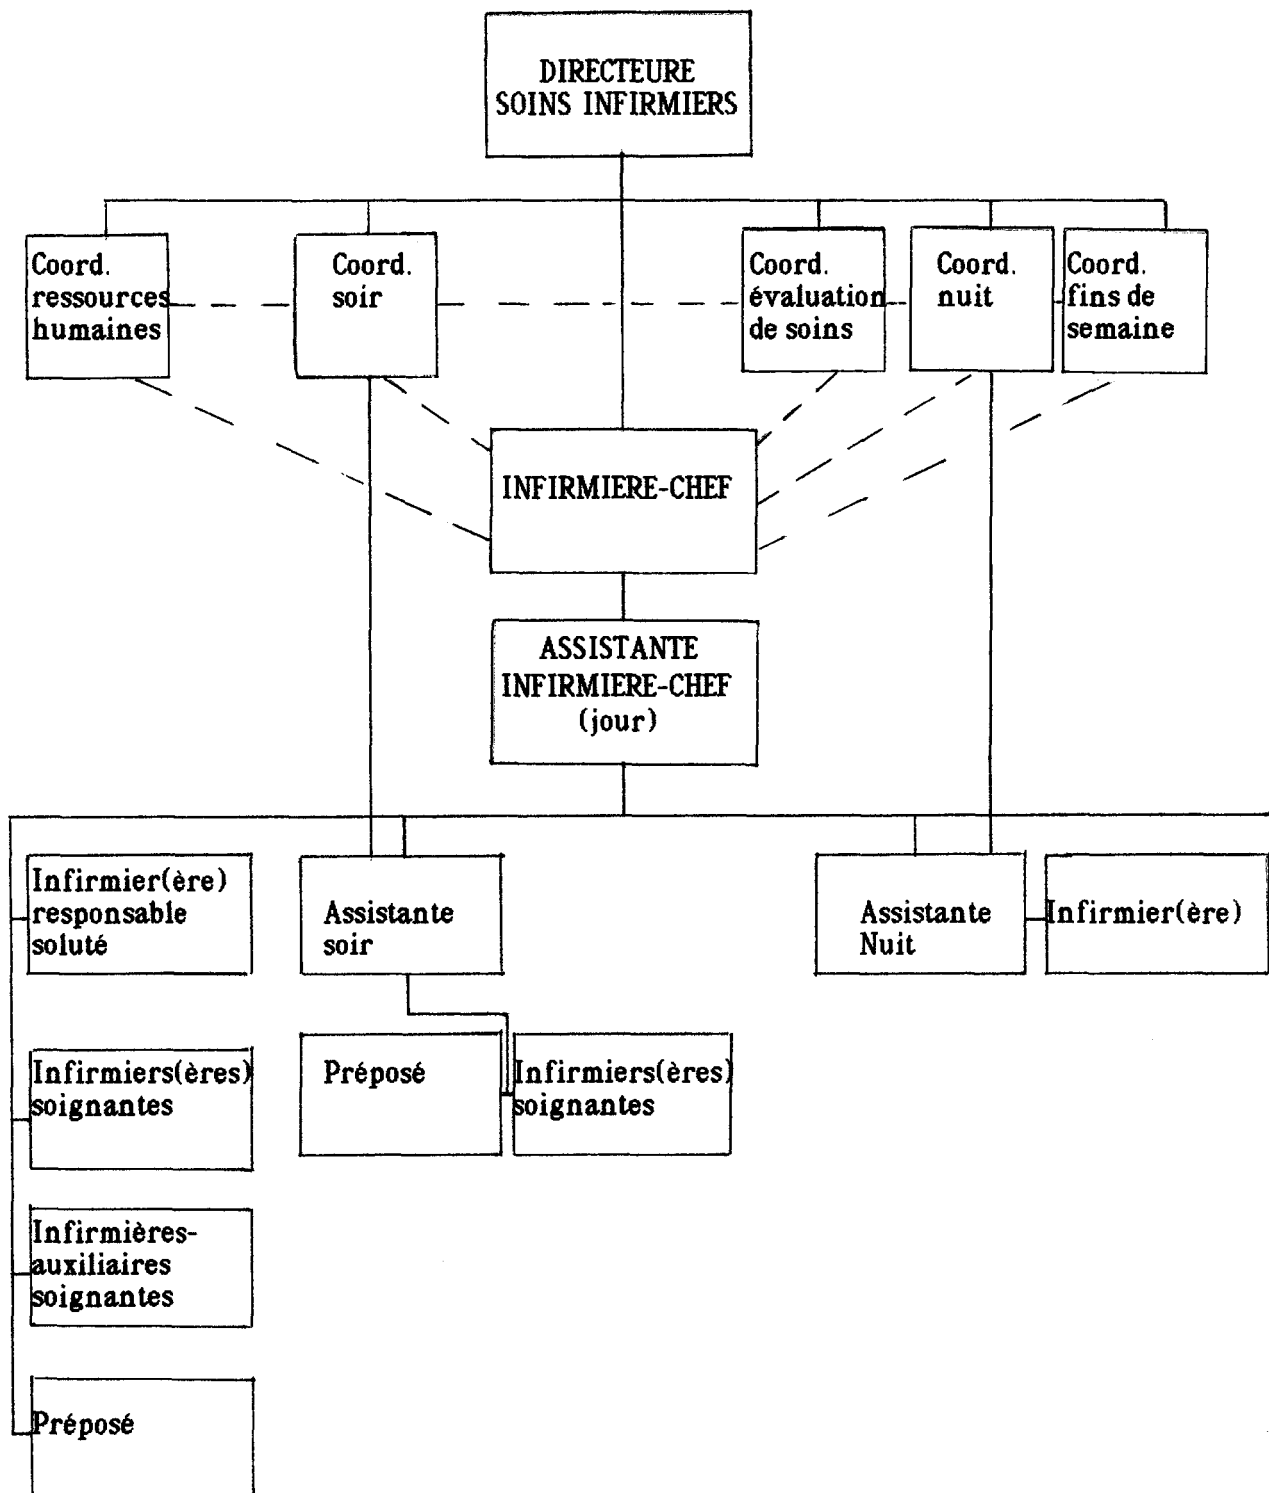 DIRECTEURE
SOINS INFIRMIERS
Coord.
ressources
humaines
Coord.
soir
Coord.
évaluation
de soins
Coord.
nuit
Coord.
fins de
semaine
INFIRMIERE-CHEF
ASSISTANTE
INFIRMIERE-CHEF
(jour)
Infirmier(ère)
responsable
soluté
Assistante
soir
Assistante
Nuit
Infirmier(ère)
Infirmiers(ères)
soignantes
Préposé
Infirmiers(ères)
soignantes
Infirmières-
auxiliaires
soignantes
Préposé